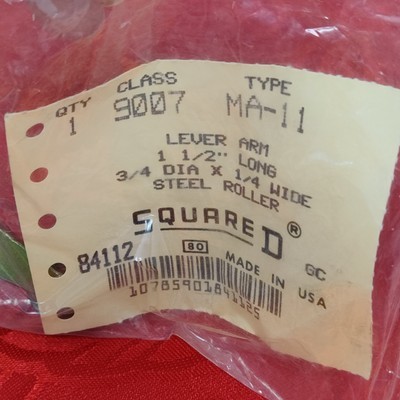 QTY CLASS TYPE
1 9007 MA-11
LEVER ARM
1 1/2" LONG
3/4 DIA X 1/4 WIDE
STEEL ROLLER
SQUARE D ®
84112 80 MADE IN USA GC
10785901841125